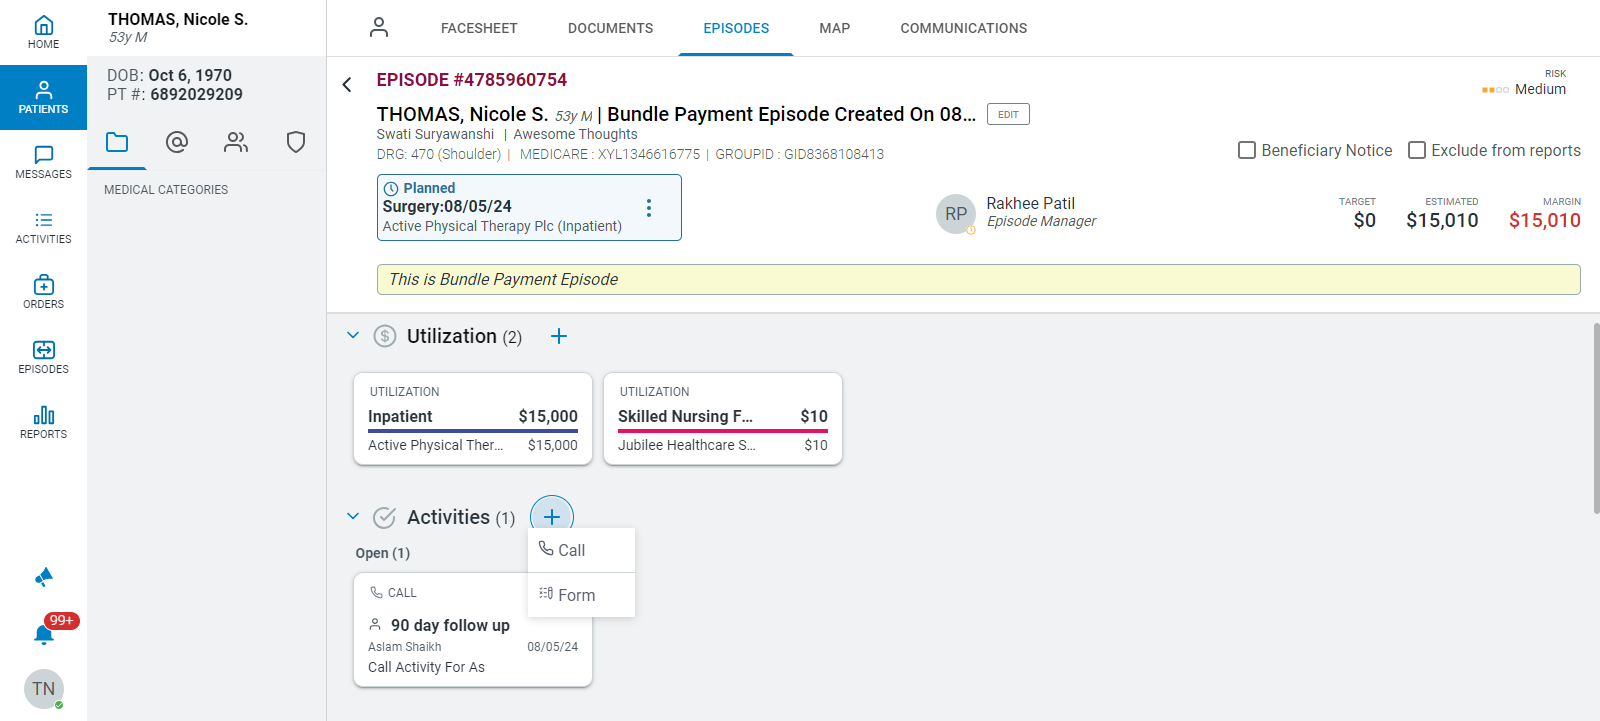 HOME
PATIENTS
MESSAGES
ACTIVITIES
ORDERS
EPISODES
REPORTS
99+
TN
THOMAS, Nicole S.
53y M
DOB: Oct 6, 1970
PT #: 6892029209
MEDICAL CATEGORIES
FACESHEET DOCUMENTS EPISODES MAP COMMUNICATIONS
EPISODE #4785960754
RISK
Medium
THOMAS, Nicole S. 53y M | Bundle Payment Episode Created On 08... EDIT
Swati Suryawanshi | Awesome Thoughts
DRG: 470 (Shoulder) | MEDICARE : XYL1346616775 | GROUPID : GID8368108413
Beneficiary Notice Exclude from reports
Planned
Surgery:08/05/24
Active Physical Therapy Plc (Inpatient)
RP
Rakhee Patil
Episode Manager
TARGET ESTIMATED MARGIN
$0 $15,010 $15,010
This is Bundle Payment Episode
Utilization (2)
UTILIZATION
Inpatient $15,000
Active Physical Ther... $15,000
UTILIZATION
Skilled Nursing F... $10
Jubilee Healthcare S... $10
Activities (1)
Call
Form
Open (1)
CALL
90 day follow up
Aslam Shaikh 08/05/24
Call Activity For As